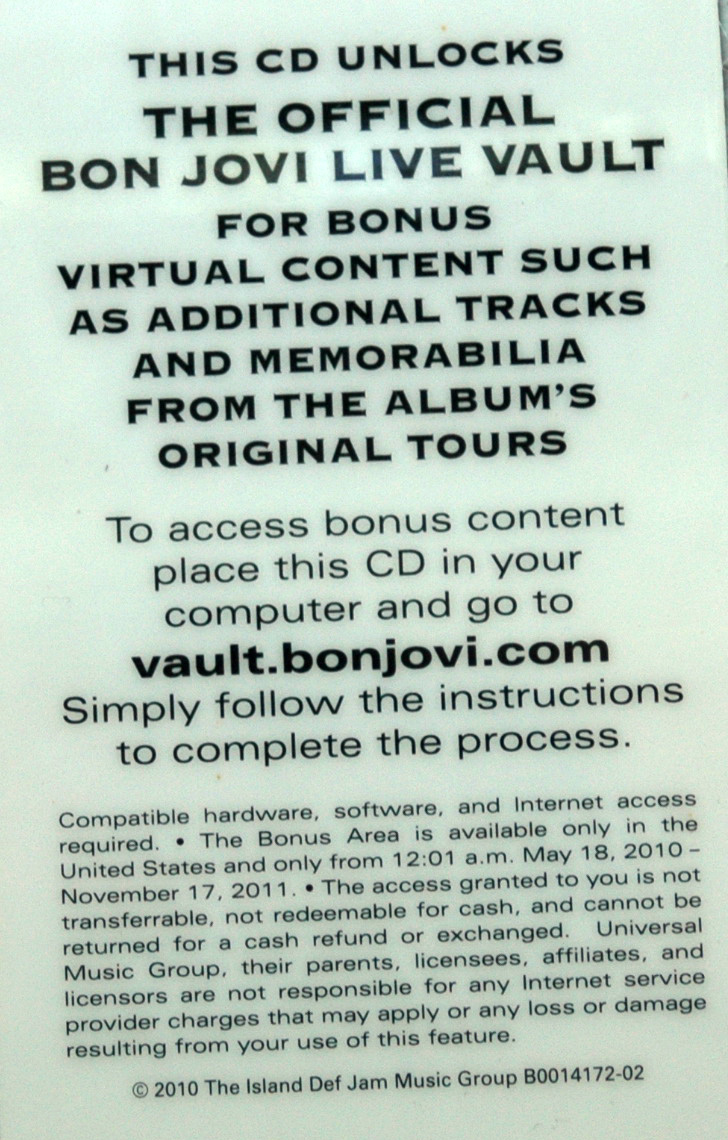 THIS CD UNLOCKS
THE OFFICIAL
BON JOVI LIVE VAULT
FOR BONUS
VIRTUAL CONTENT SUCH
AS ADDITIONAL TRACKS
AND MEMORABILIA
FROM THE ALBUM'S
ORIGINAL TOURS
To access bonus content
place this CD in your
computer and go to
vault.bonjovi.com
Simply follow the instructions
to complete the process.
Compatible hardware, software, and Internet access
required. • The Bonus Area is available only in the
United States and only from 12:01 a.m. May 18, 2010 –
November 17, 2011. • The access granted to you is not
transferrable, not redeemable for cash, and cannot be
returned for a cash refund or exchanged. Universal
Music Group, their parents, licensees, affiliates, and
licensors are not responsible for any Internet service
provider charges that may apply or any loss or damage
resulting from your use of this feature.
© 2010 The Island Def Jam Music Group B0014172-02